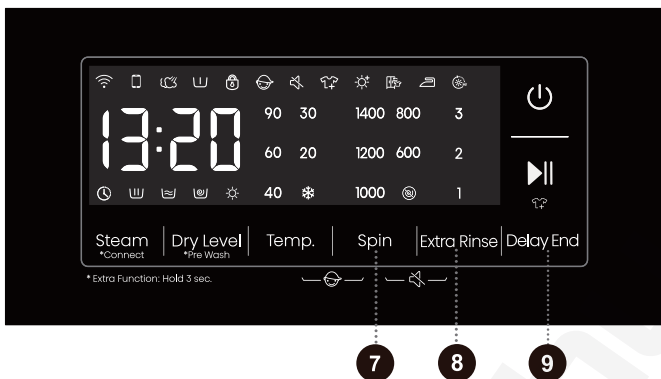 13:20
90 30 1400 800 3
60 20 1200 600 2
40 1000 1
Steam Dry Level Temp. Spin Extra Rinse Delay End
*Connect *Pre Wash
* Extra Function: Hold 3 sec.
7 8 9